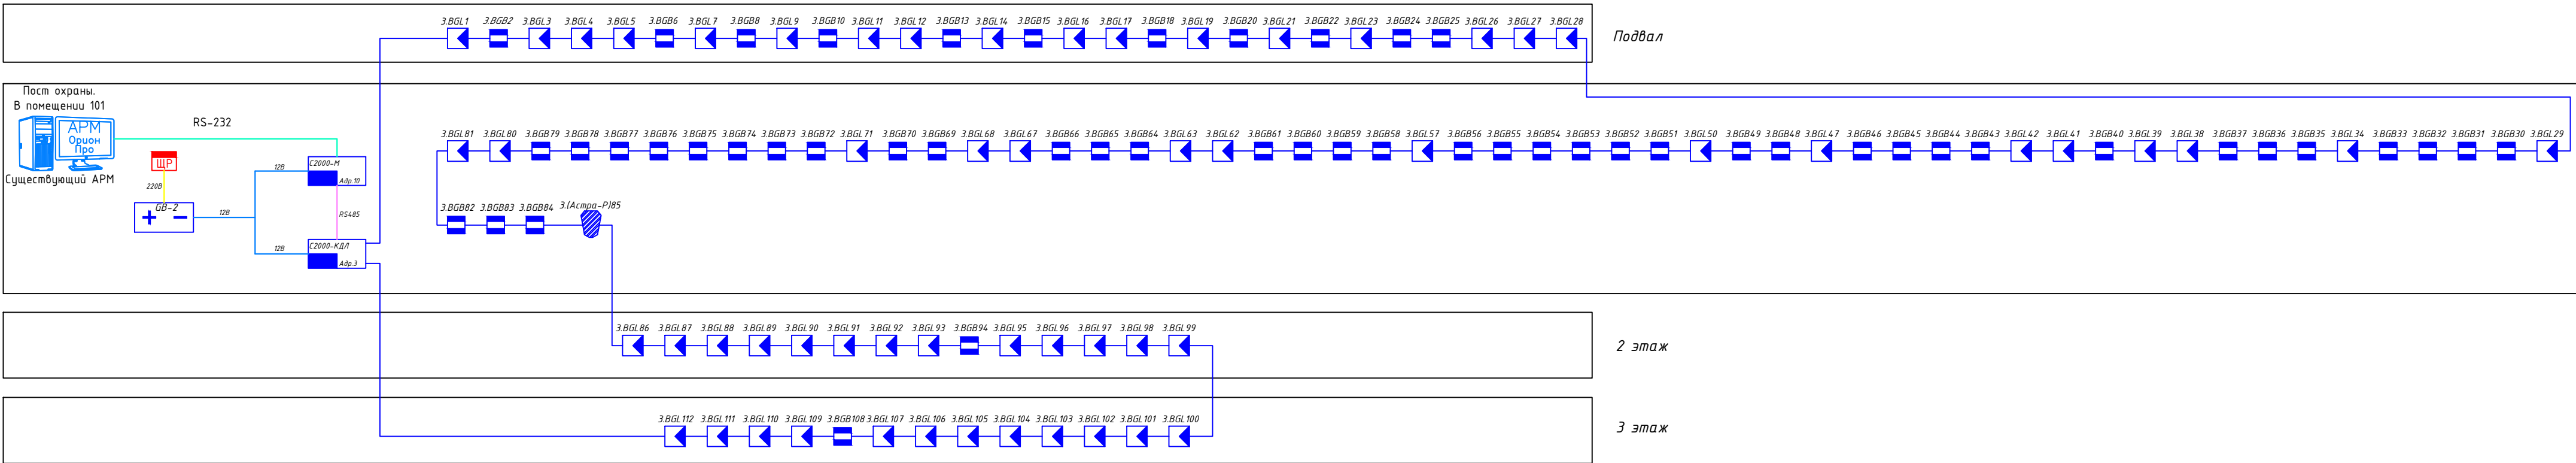 3.BGL1 3.BGB2 3.BGL3 3.BGL4 3.BGL5 3.BGB6 3.BGL7 3.BGB8 3.BGL9 3.BGB10 3.BGL11 3.BGL12 3.BGB13 3.BGL14 3.BGB15 3.BGL16 3.BGL17 3.BGB18 3.BGL19 3.BGB20 3.BGL21 3.BGB22 3.BGL23 3.BGB24 3.BGB25 3.BGL26 3.BGL27 3.BGL28
Подвал
Пост охраны.
В помещении 101
АРМ
Орион
Про
Существующий АРМ
RS-232
ЩР
220В
GB-2
+ −
12В
12В
12В
С2000-М
Адр.10
RS485
С2000-КДЛ
Адр.3
3.BGL81 3.BGL80 3.BGB79 3.BGB78 3.BGB77 3.BGB76 3.BGB75 3.BGB74 3.BGB73 3.BGB72 3.BGL71 3.BGB70 3.BGB69 3.BGL68 3.BGL67 3.BGB66 3.BGB65 3.BGB64 3.BGL63 3.BGL62 3.BGB61 3.BGB60 3.BGB59 3.BGB58 3.BGL57 3.BGB56 3.BGB55 3.BGB54 3.BGB53 3.BGB52 3.BGB51 3.BGL50 3.BGB49 3.BGB48 3.BGL47 3.BGB46 3.BGB45 3.BGB44 3.BGB43 3.BGL42 3.BGL41 3.BGB40 3.BGL39 3.BGL38 3.BGB37 3.BGB36 3.BGB35 3.BGL34 3.BGB33 3.BGB32 3.BGB31 3.BGB30 3.BGL29
3.BGB82 3.BGB83 3.BGB84 3.(Астра-Р)85
3.BGL86 3.BGL87 3.BGL88 3.BGL89 3.BGL90 3.BGL91 3.BGL92 3.BGL93 3.BGB94 3.BGL95 3.BGL96 3.BGL97 3.BGL98 3.BGL99
2 этаж
3.BGL112 3.BGL111 3.BGL110 3.BGL109 3.BGB108 3.BGL107 3.BGL106 3.BGL105 3.BGL104 3.BGL103 3.BGL102 3.BGL101 3.BGL100
3 этаж